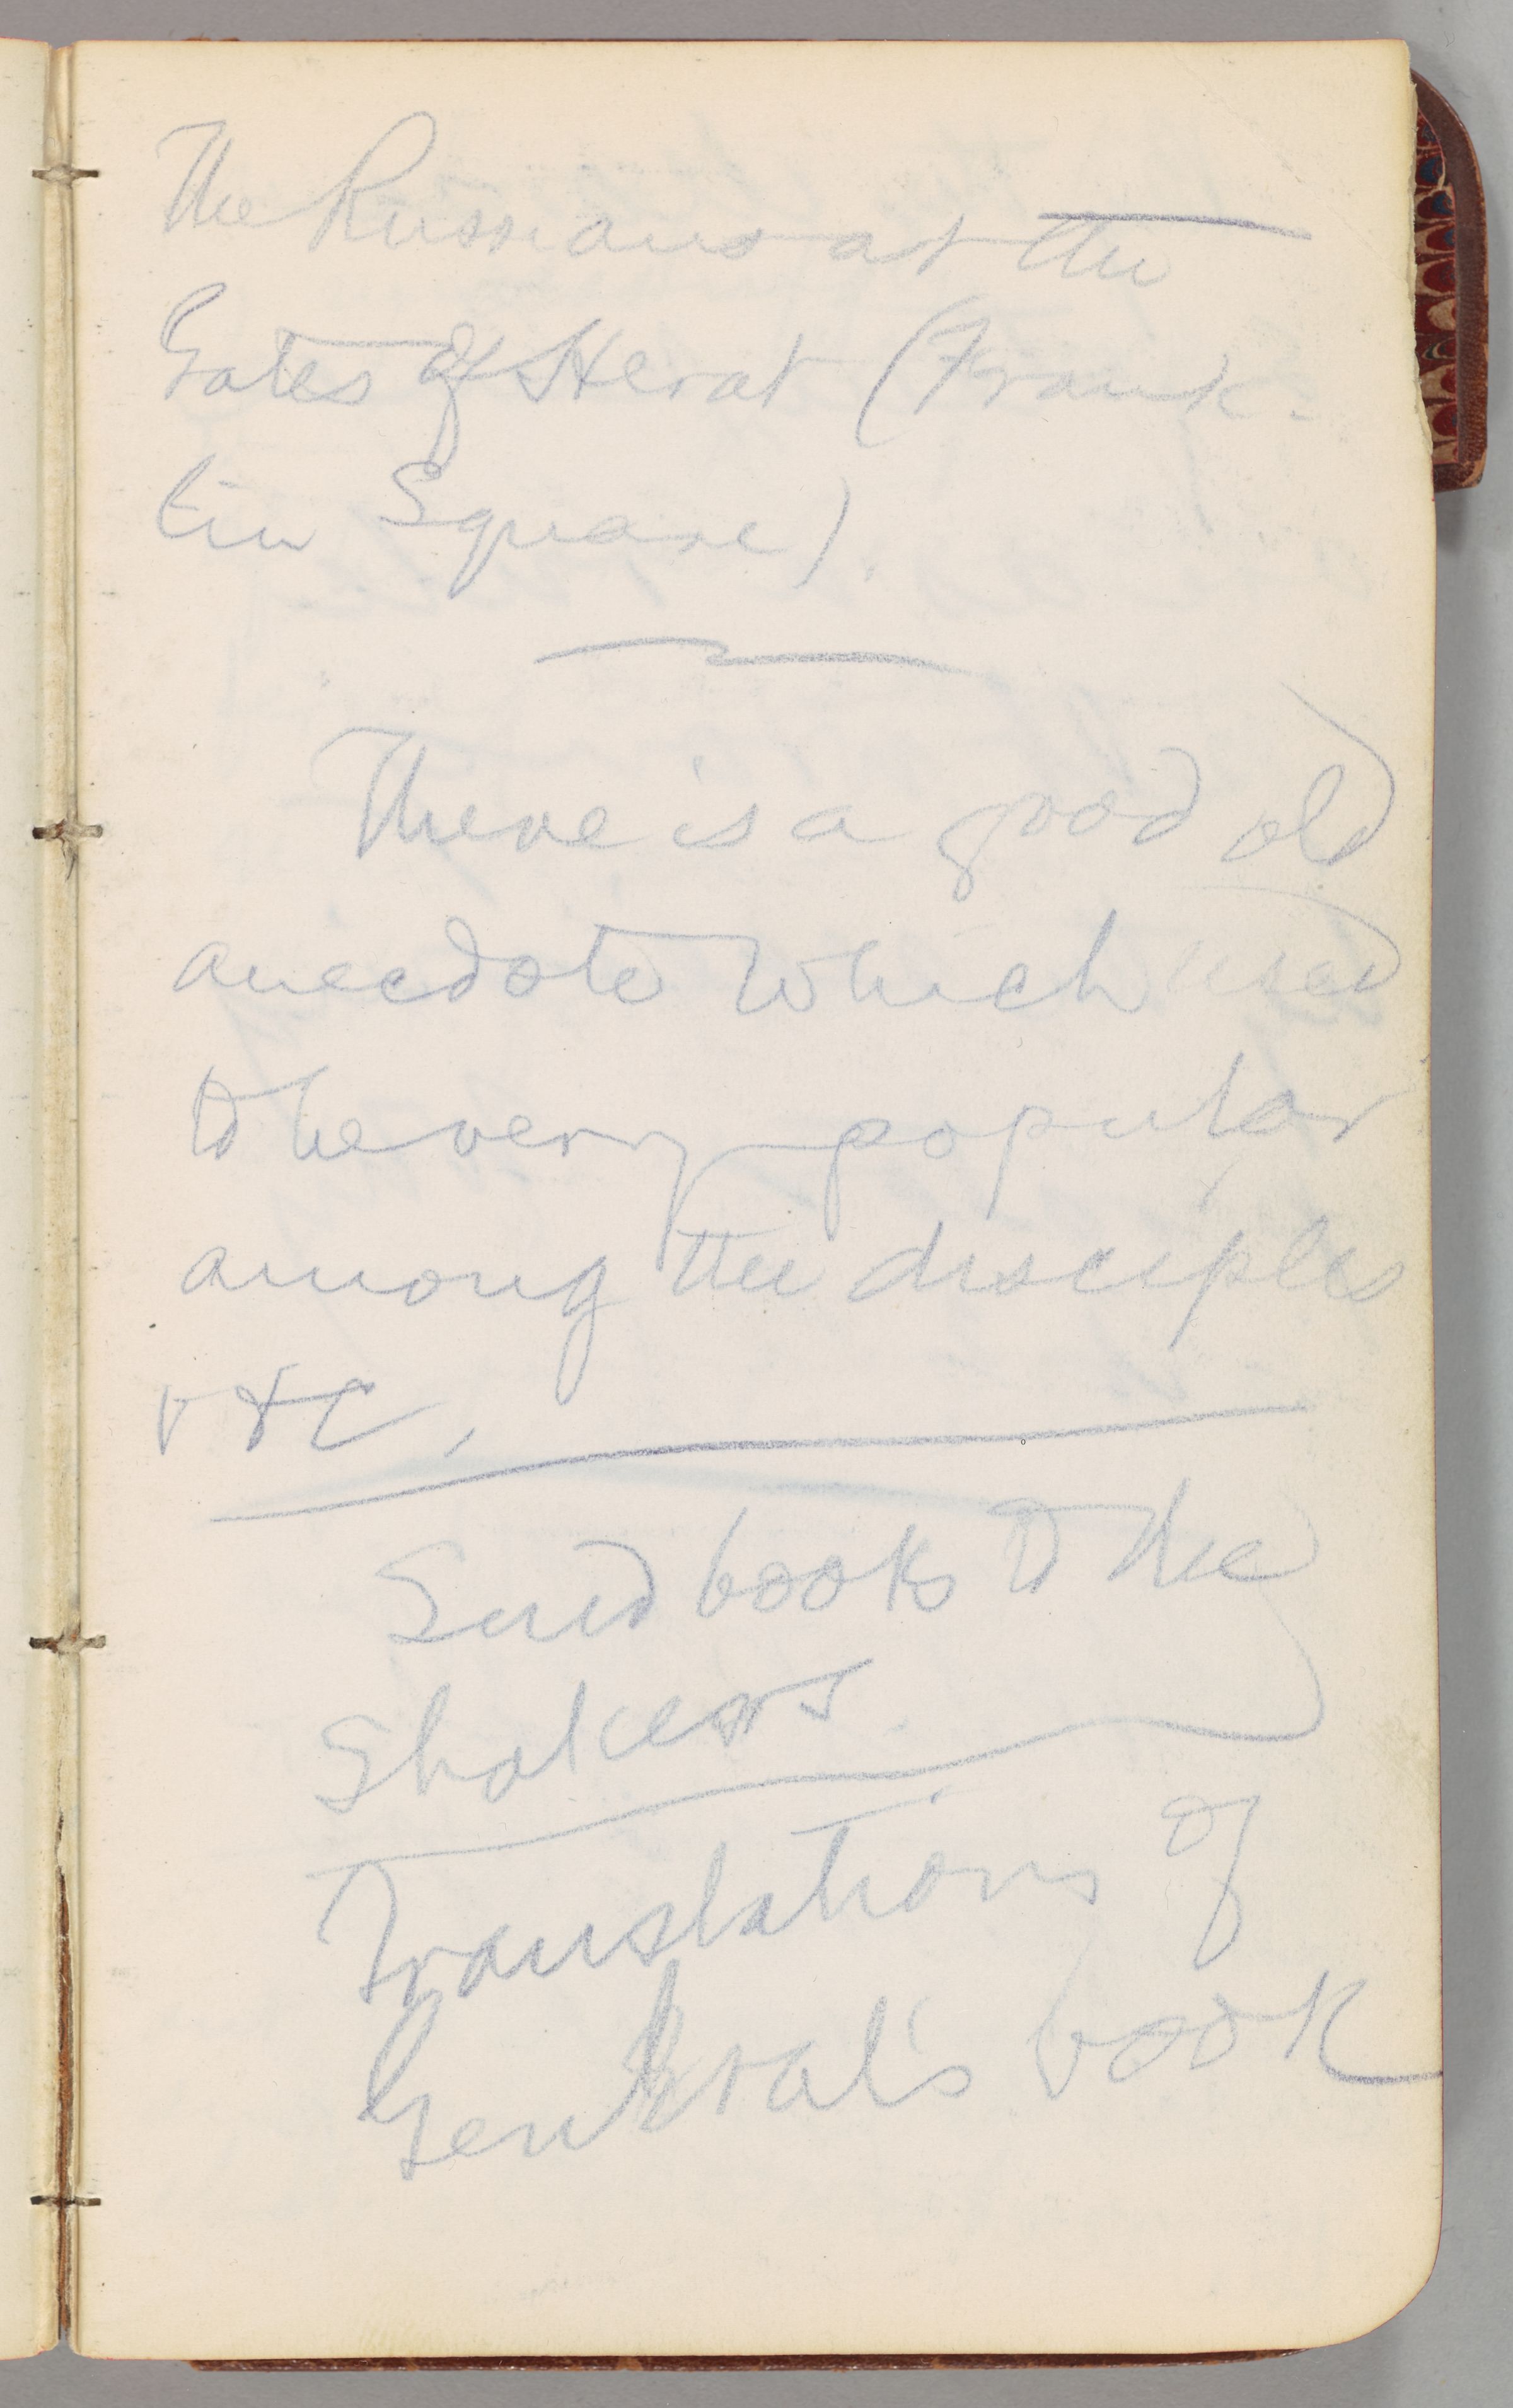 The Russians at the
Gates of Herat (Frank-
lin Square).
There is a good old
anecdote which used
to be very popular
among the disciples
&c,
Send books to the
Shakers.
Translations of
General's book